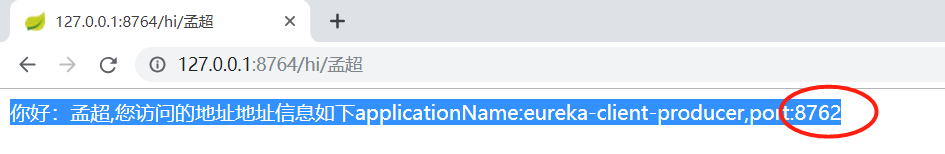 127.0.0.1:8764/hi/孟超
127.0.0.1:8764/hi/孟超
你好：孟超,您访问的地址地址信息如下applicationName:eureka-client-producer,port:8762